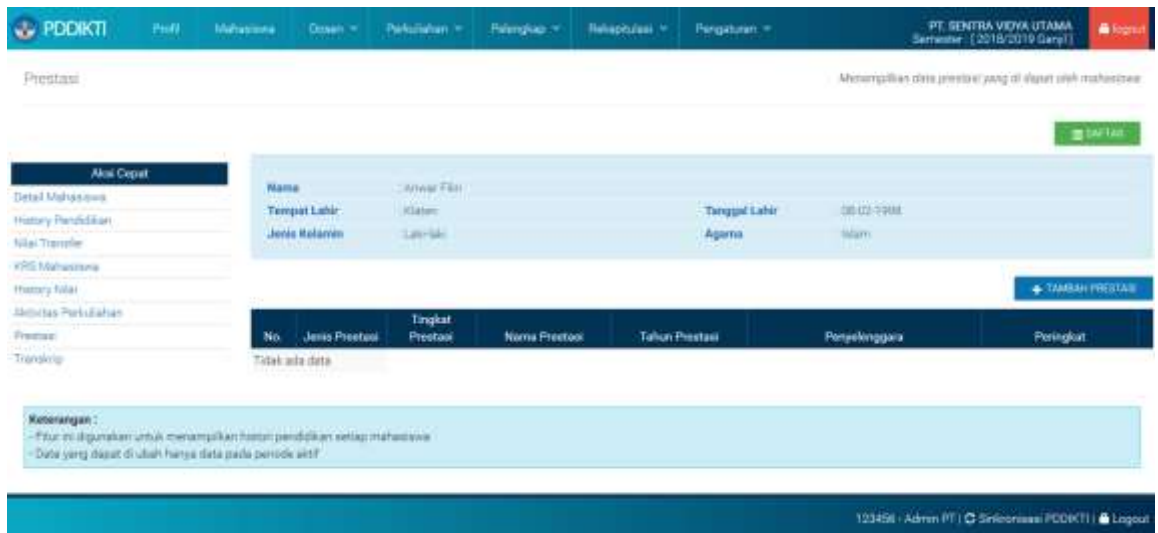 PDDIKTI Profil Mahasiswa Dosen Perkuliahan Pelengkap Rekapitulasi Pengaturan PT. SENTRA VIDYA UTAMA logout
Semester [2018/2019 Ganjil]
Prestasi Menampilkan data prestasi yang di dapat oleh mahasiswa
DAFTAR
Aksi Cepat
Detail Mahasiswa
History Pendidikan
Nilai Transfer
KRS Mahasiswa
History Nilai
Aktivitas Perkuliahan
Prestasi
Transkrip
Nama : Anwar Fikri
Tempat Lahir : Klaten Tanggal Lahir : 08-02-1998
Jenis Kelamin : Laki-laki Agama : Islam
TAMBAH PRESTASI
No. Jenis Prestasi Tingkat Prestasi Nama Prestasi Tahun Prestasi Penyelenggara Peringkat
Tidak ada data
Keterangan :
- Fitur ini digunakan untuk menampilkan histori pendidikan setiap mahasiswa
- Data yang dapat di ubah hanya data pada periode aktif
123456 - Admin PT | Sinkronisasi PDDIKTI | Logout